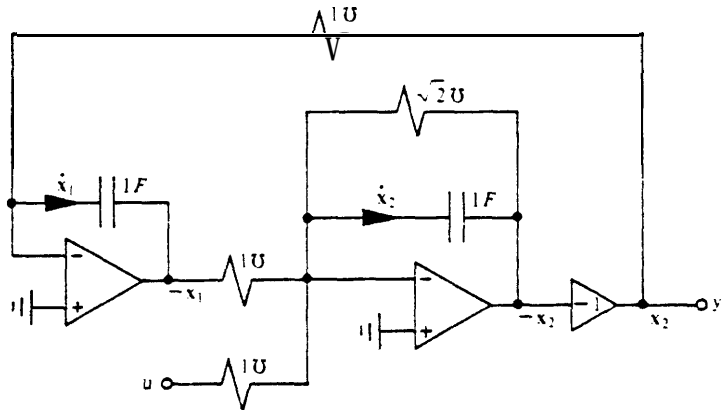 1℧
√2℧
ẋ₁
1F
ẋ₂
1F
−
+
−x₁
1℧
−
+
−x₂
−1
x₂
y
u
1℧